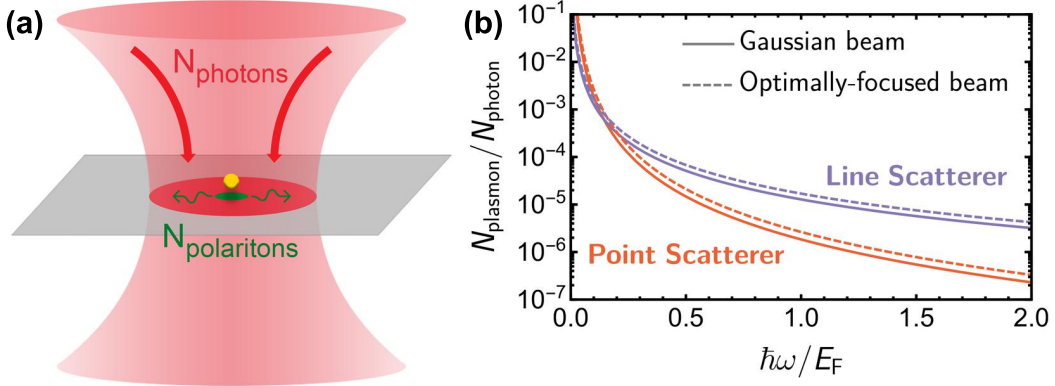 (a)
N_photons
N_polaritons
(b)
N_plasmon/N_photon
10^-1
10^-2
10^-3
10^-4
10^-5
10^-6
10^-7
Gaussian beam
Optimally-focused beam
Line Scatterer
Point Scatterer
0.0 0.5 1.0 1.5 2.0
ħω/E_F